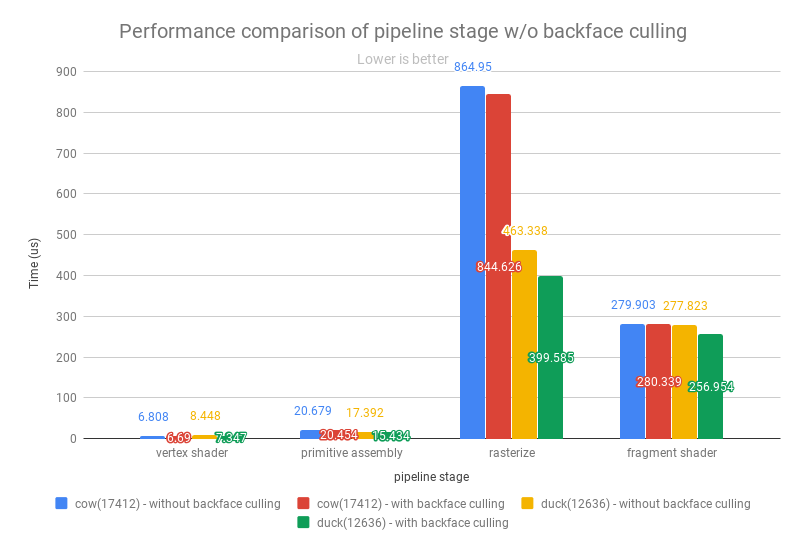 Performance comparison of pipeline stage w/o backface culling
Lower is better
900
800
700
600
500
400
300
200
100
0
Time (us)
6.808
6.69
8.448
7.347
20.679
20.454
17.392
15.434
864.95
844.626
463.338
399.585
279.903
280.339
277.823
256.954
vertex shader
primitive assembly
rasterize
fragment shader
pipeline stage
cow(17412) - without backface culling
cow(17412) - with backface culling
duck(12636) - without backface culling
duck(12636) - with backface culling